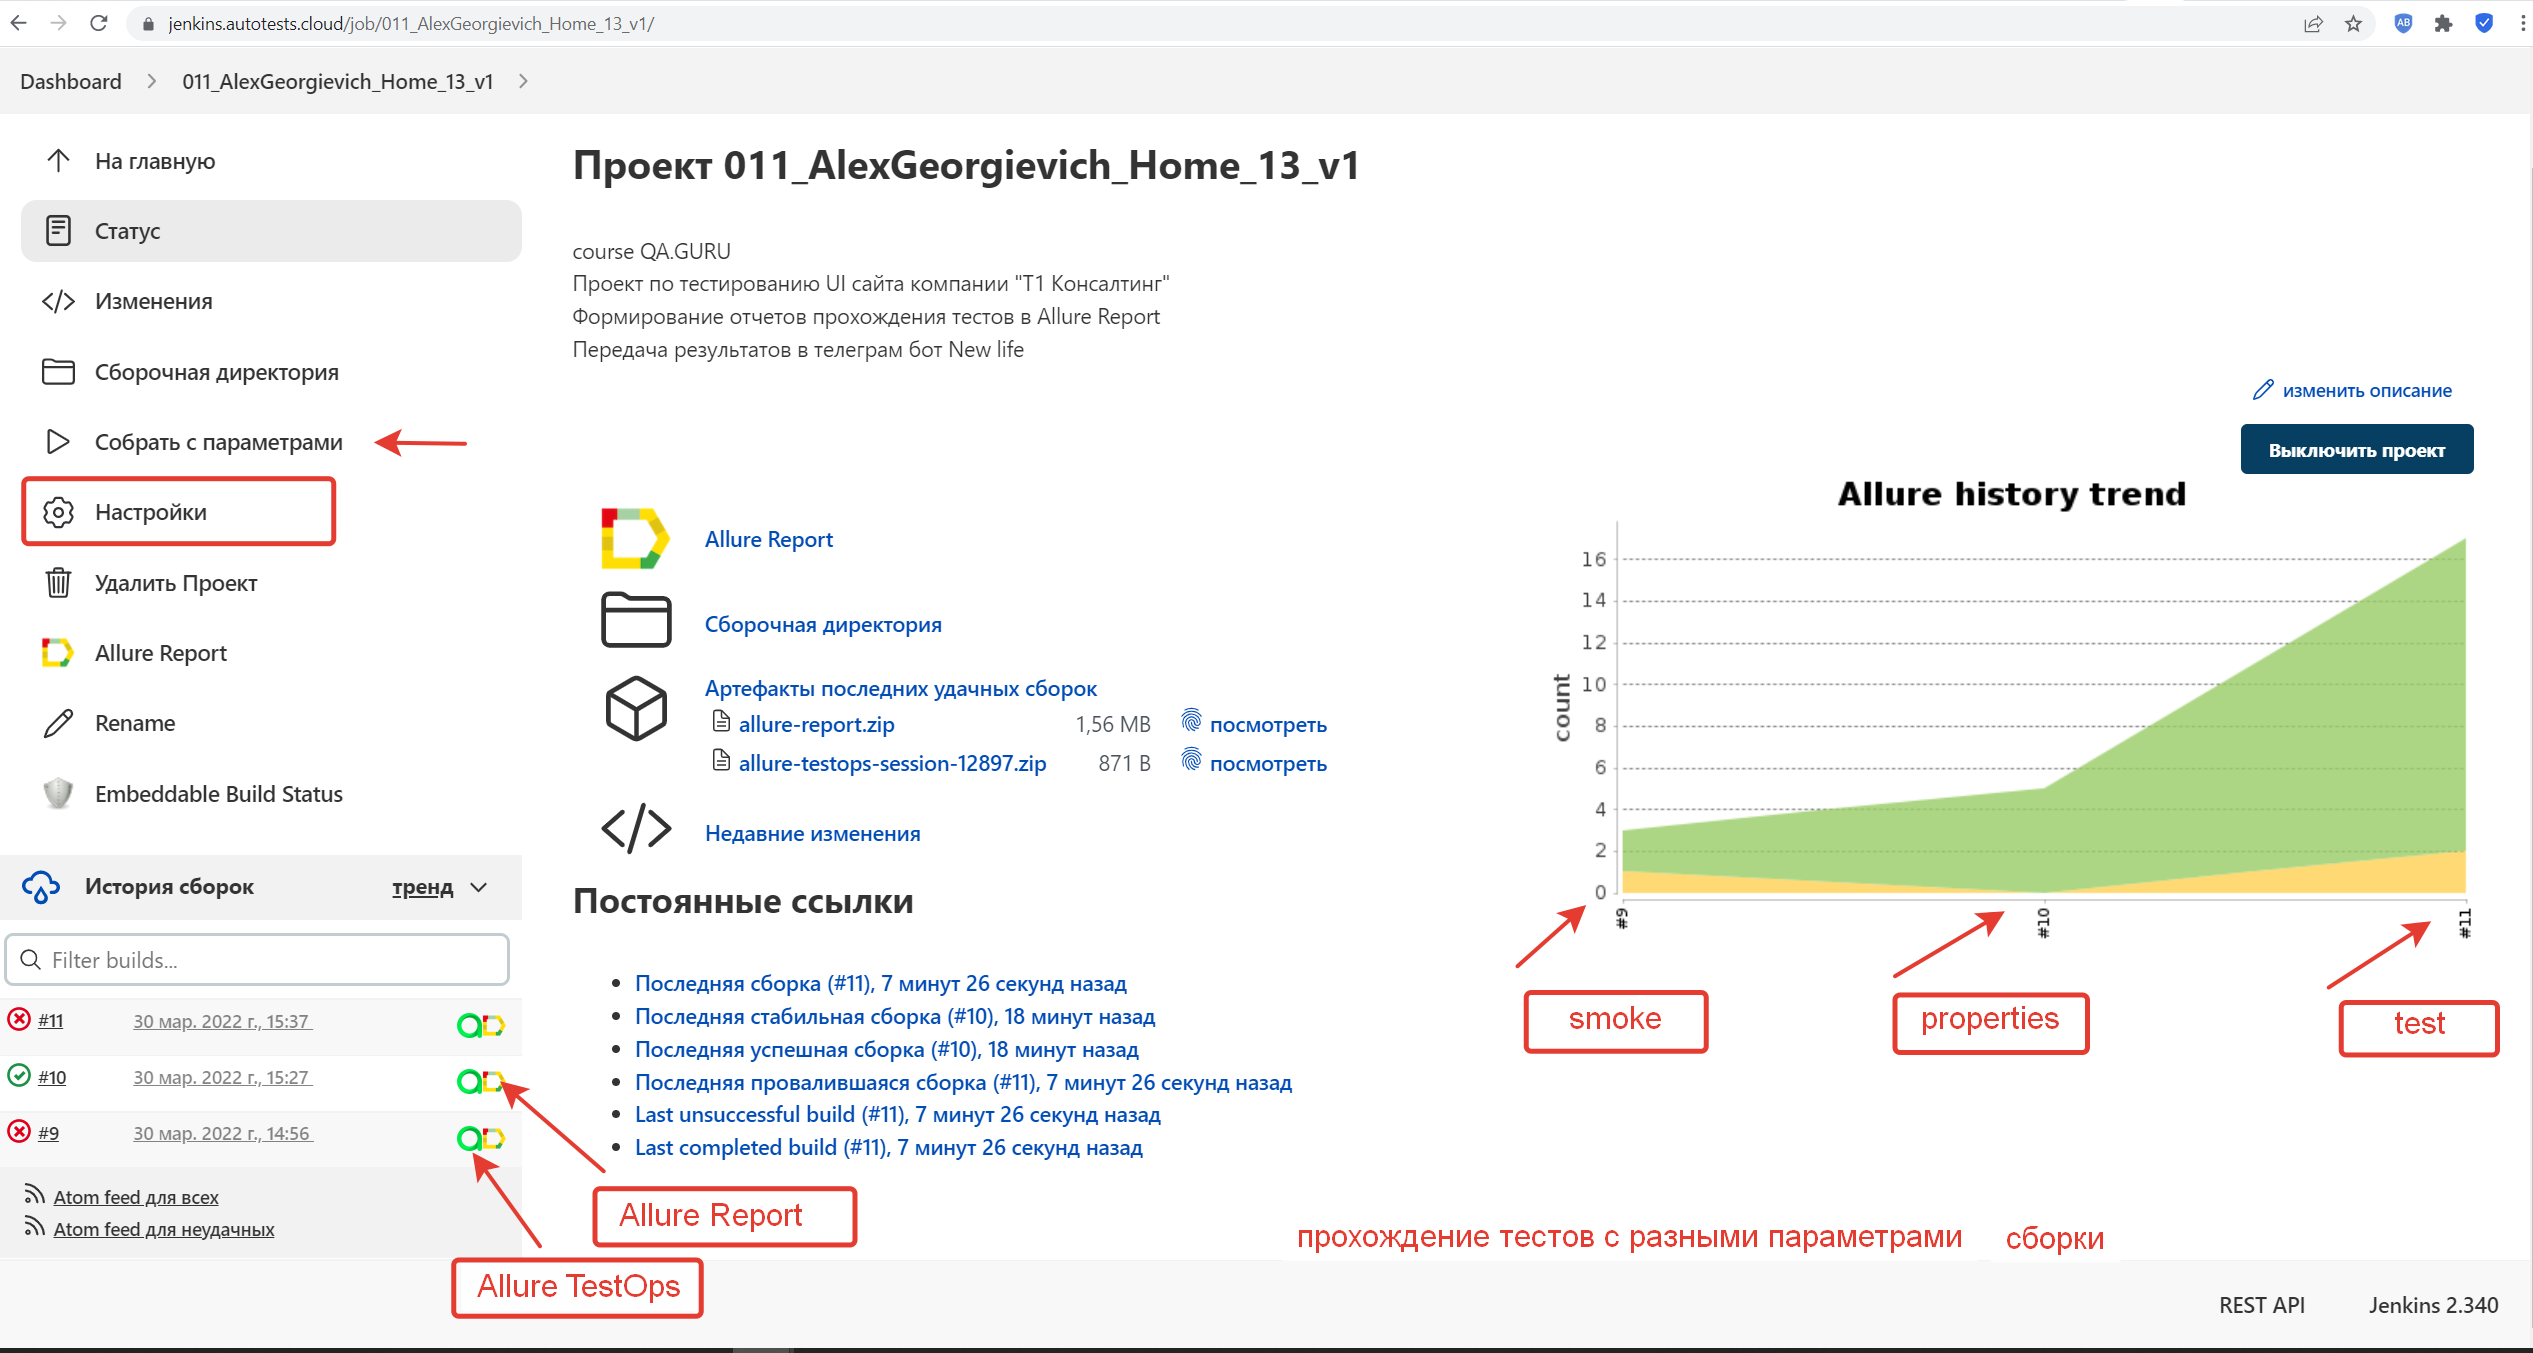 jenkins.autotests.cloud/job/011_AlexGeorgievich_Home_13_v1/
AB
Dashboard
011_AlexGeorgievich_Home_13_v1
На главную
Статус
Изменения
Сборочная директория
Собрать с параметрами
Настройки
Удалить Проект
Allure Report
Rename
Embeddable Build Status
История сборок
тренд
Filter builds...
#11 30 мар. 2022 г., 15:37
#10 30 мар. 2022 г., 15:27
#9 30 мар. 2022 г., 14:56
Atom feed для всех
Atom feed для неудачных
Проект 011_AlexGeorgievich_Home_13_v1
course QA.GURU
Проект по тестированию UI сайта компании "Т1 Консалтинг"
Формирование отчетов прохождения тестов в Allure Report
Передача результатов в телеграм бот New life
изменить описание
Выключить проект
Allure Report
Сборочная директория
Артефакты последних удачных сборок
allure-report.zip 1,56 MB посмотреть
allure-testops-session-12897.zip 871 B посмотреть
Недавние изменения
Allure history trend
count
16
14
12
10
8
6
4
2
0
#9
#10
#11
smoke
properties
test
Постоянные ссылки
Последняя сборка (#11), 7 минут 26 секунд назад
Последняя стабильная сборка (#10), 18 минут назад
Последняя успешная сборка (#10), 18 минут назад
Последняя провалившаяся сборка (#11), 7 минут 26 секунд назад
Last unsuccessful build (#11), 7 минут 26 секунд назад
Last completed build (#11), 7 минут 26 секунд назад
Allure Report
Allure TestOps
прохождение тестов с разными параметрами сборки
REST API
Jenkins 2.340